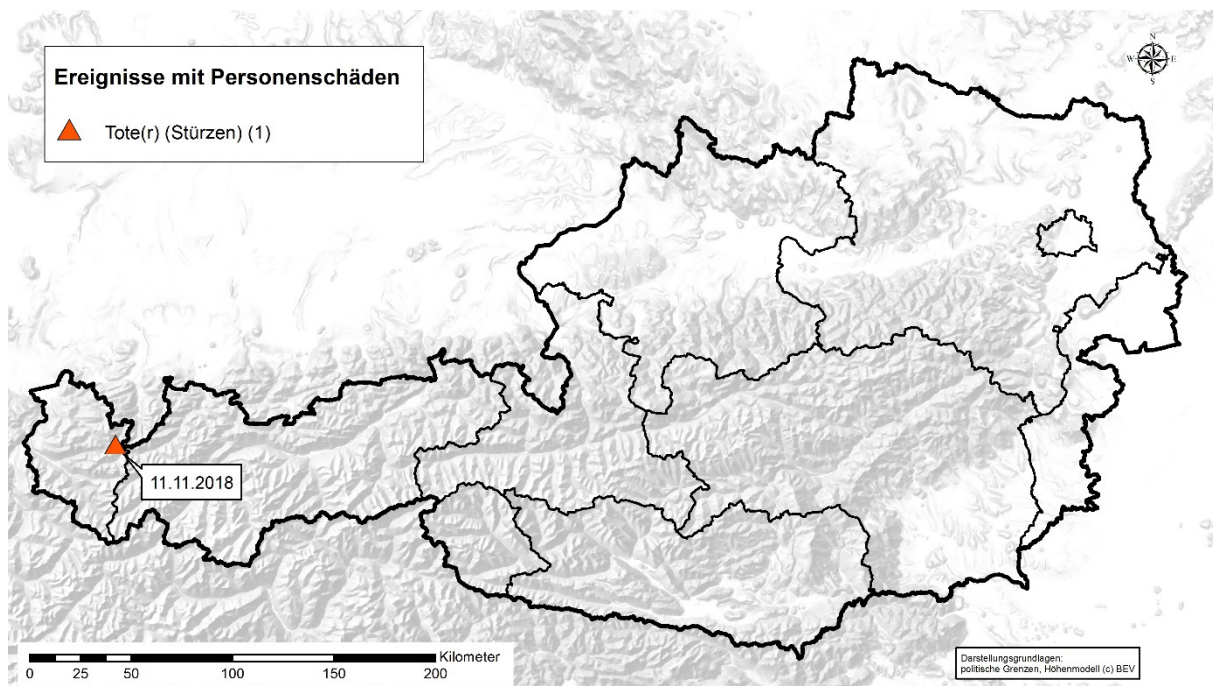 Ereignisse mit Personenschäden
Tote(r) (Stürzen) (1)
N
W E
S
11.11.2018
Kilometer
0 25 50 100 150 200
Darstellungsgrundlagen:
politische Grenzen, Höhenmodell (c) BEV